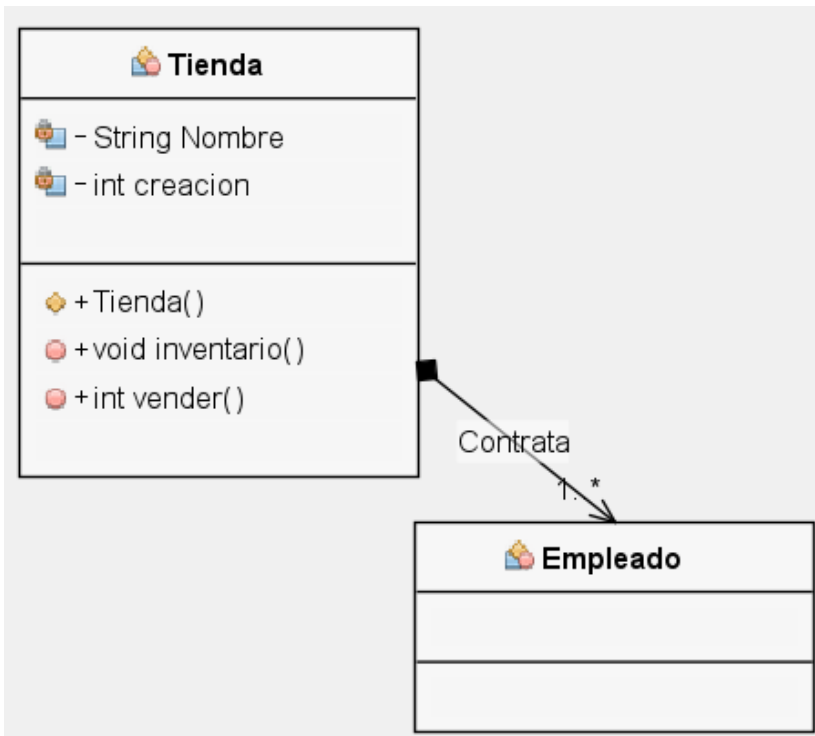 Tienda
- String Nombre
- int creacion
+ Tienda()
+ void inventario()
+ int vender()
Contrata
1. *
Empleado